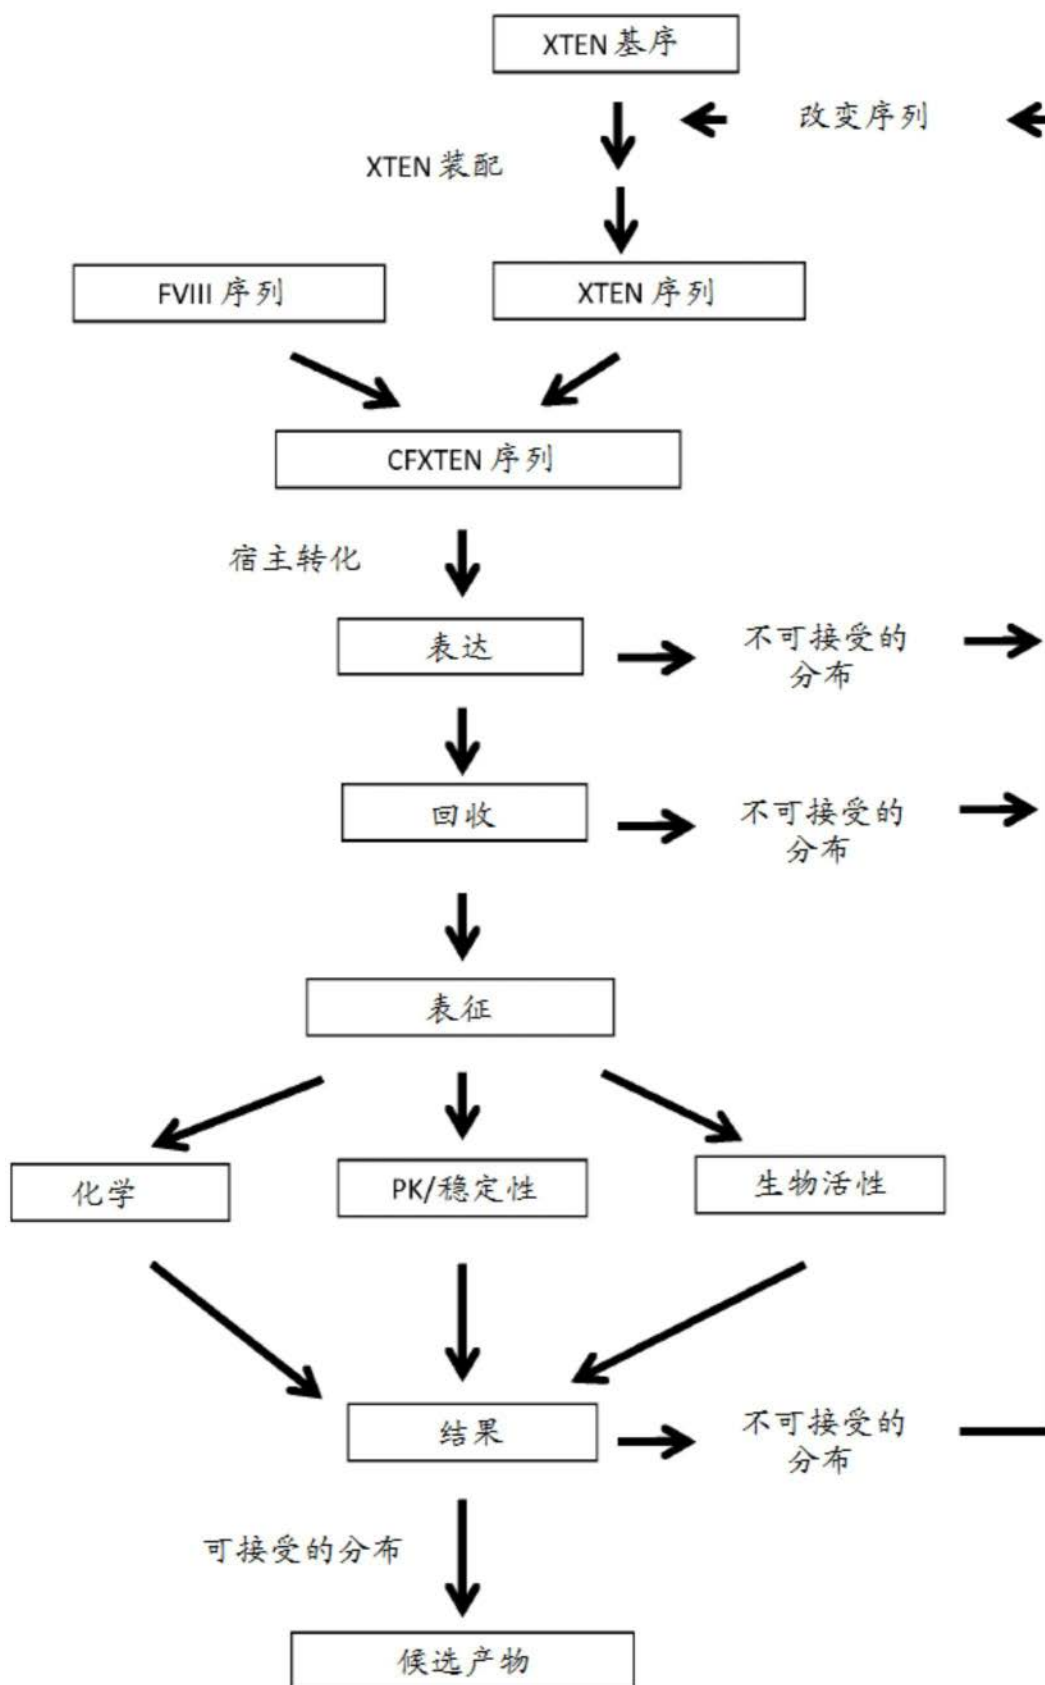 XTEN 基序
改变序列
XTEN 装配
FVIII 序列
XTEN 序列
CFXTEN 序列
宿主转化
表达
不可接受的
分布
回收
不可接受的
分布
表征
化学
PK/稳定性
生物活性
结果
不可接受的
分布
可接受的分布
候选产物